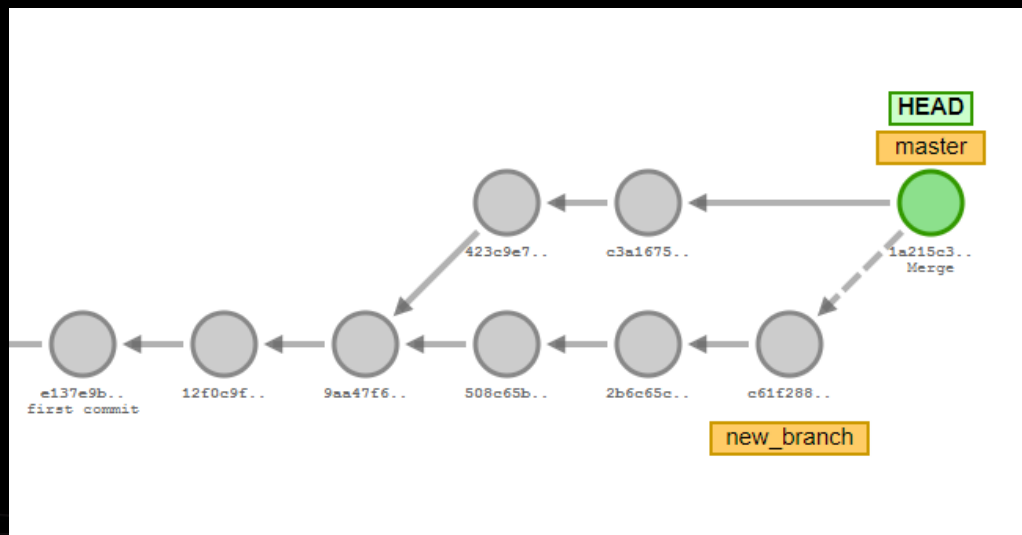 HEAD
master
423c9e7..
c3a1675..
1a215c3..
Merge
e137e9b..
first commit
12f0c9f..
9aa47f6..
508c65b..
2b6c65c..
c61f288..
new_branch